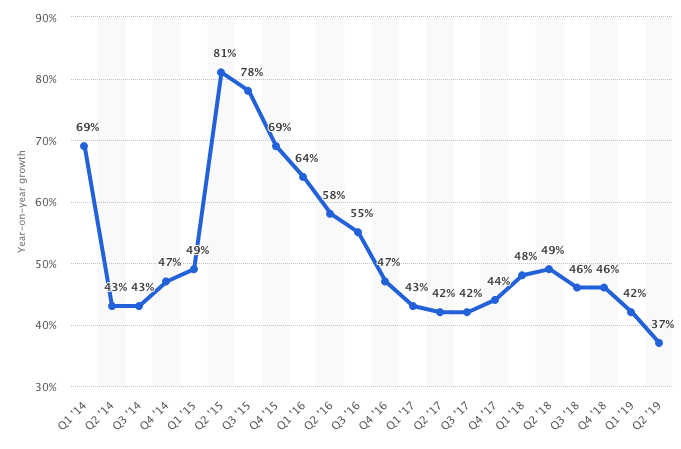 90%
80%
70%
60%
50%
40%
30%
Year-on-year growth
69%
43%
43%
47%
49%
81%
78%
69%
64%
58%
55%
47%
43%
42%
42%
44%
48%
49%
46%
46%
42%
37%
Q1 '14
Q2 '14
Q3 '14
Q4 '14
Q1 '15
Q2 '15
Q3 '15
Q4 '15
Q1 '16
Q2 '16
Q3 '16
Q4 '16
Q1 '17
Q2 '17
Q3 '17
Q4 '17
Q1 '18
Q2 '18
Q3 '18
Q4 '18
Q1 '19
Q2 '19